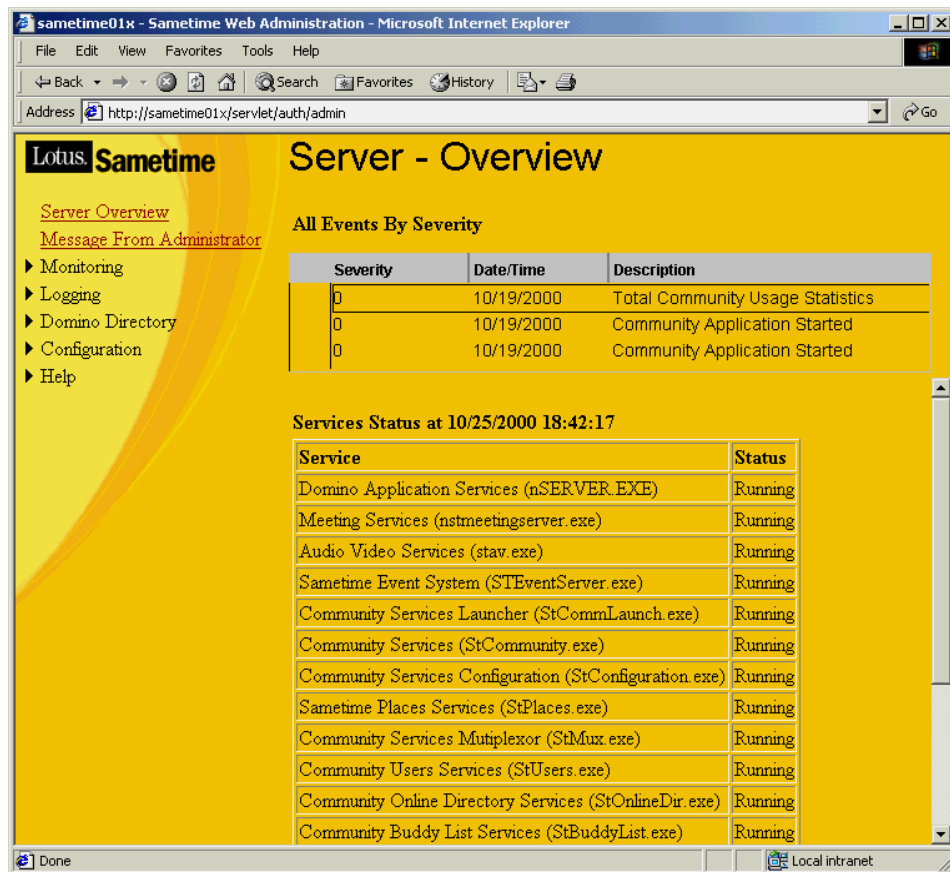 sametime01x - Sametime Web Administration - Microsoft Internet Explorer
File Edit View Favorites Tools Help
Back Search Favorites History
Address http://sametime01x/servlet/auth/admin Go
Lotus. Sametime
Server Overview
Message From Administrator
Monitoring
Logging
Domino Directory
Configuration
Help
Server - Overview
All Events By Severity
Severity Date/Time Description
0 10/19/2000 Total Community Usage Statistics
0 10/19/2000 Community Application Started
0 10/19/2000 Community Application Started
Services Status at 10/25/2000 18:42:17
Service Status
Domino Application Services (nSERVER.EXE) Running
Meeting Services (nstmeetingserver.exe) Running
Audio Video Services (stav.exe) Running
Sametime Event System (STEventServer.exe) Running
Community Services Launcher (StCommLaunch.exe) Running
Community Services (StCommunity.exe) Running
Community Services Configuration (StConfiguration.exe) Running
Sametime Places Services (StPlaces.exe) Running
Community Services Mutiplexor (StMux.exe) Running
Community Users Services (StUsers.exe) Running
Community Online Directory Services (StOnlineDir.exe) Running
Community Buddy List Services (StBuddyList.exe) Running
Done Local intranet